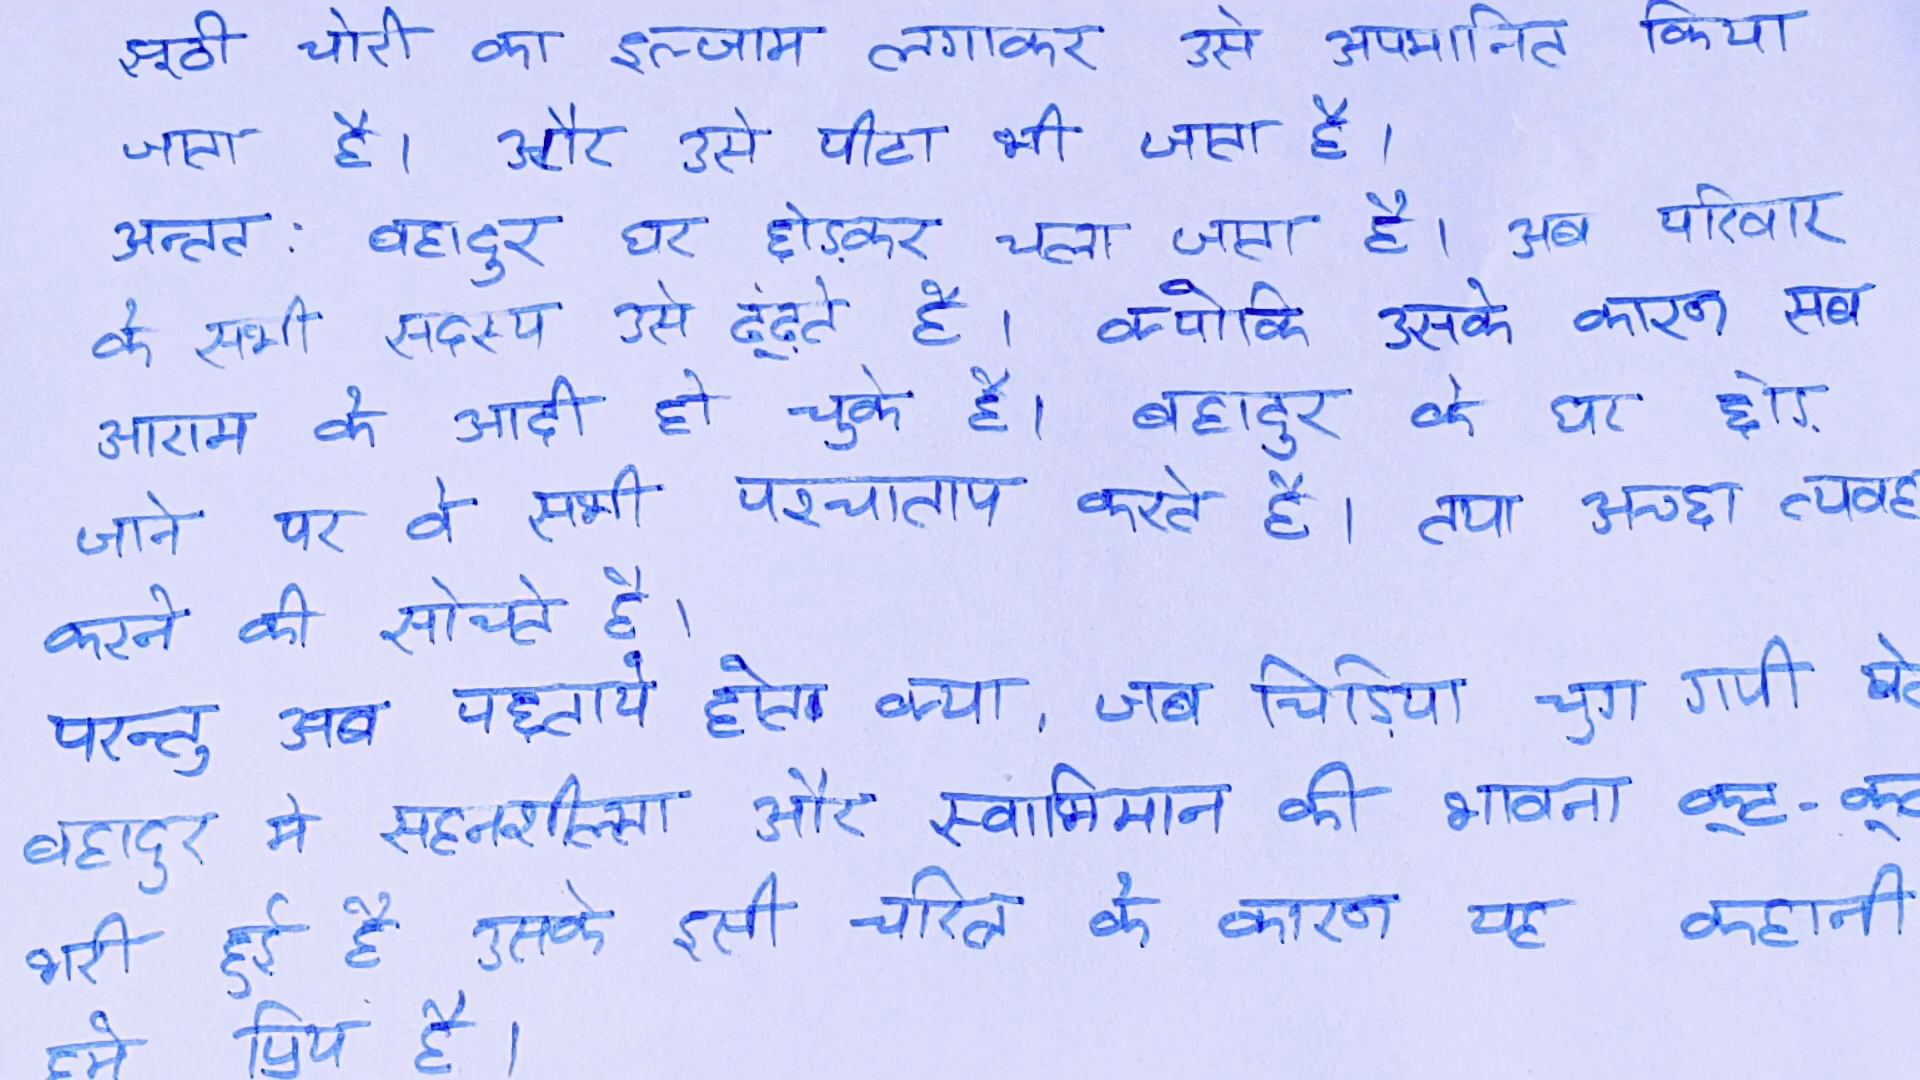 झूठी चोरी का इल्जाम लगाकर उसे अपमानित किया
जाता है। और उसे पीटा भी जाता है।
अन्तत: बहादुर घर छोड़कर चला जाता है। अब परिवार
के सभी सदस्य उसे ढूंढ़ते है। क्योकि उसके कारण सब
आराम के आदी हो चुके है। बहादुर के घर छोड़
जाने पर वे सभी पश्चाताप करते है। तथा अच्छा व्यवह
करने की सोचते है।
परन्तु अब पछ्ताये होता क्या, जब चिड़िया चुग गयी खेत
बहादुर मे सहनशीलता और स्वाभिमान की भावना कूट-कूट
भरी हुई है उसके इसी चरित्र के कारण यह कहानी
हमे प्रिय है।